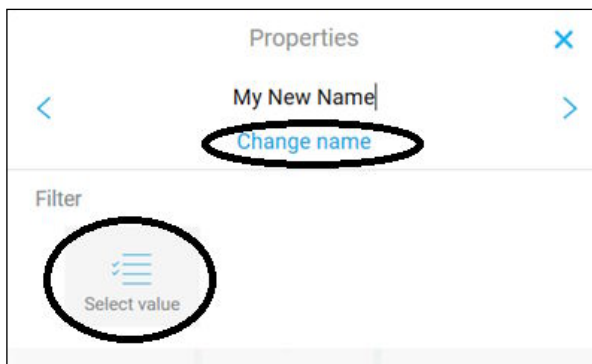 Properties
My New Name
Change name
Filter
Select value